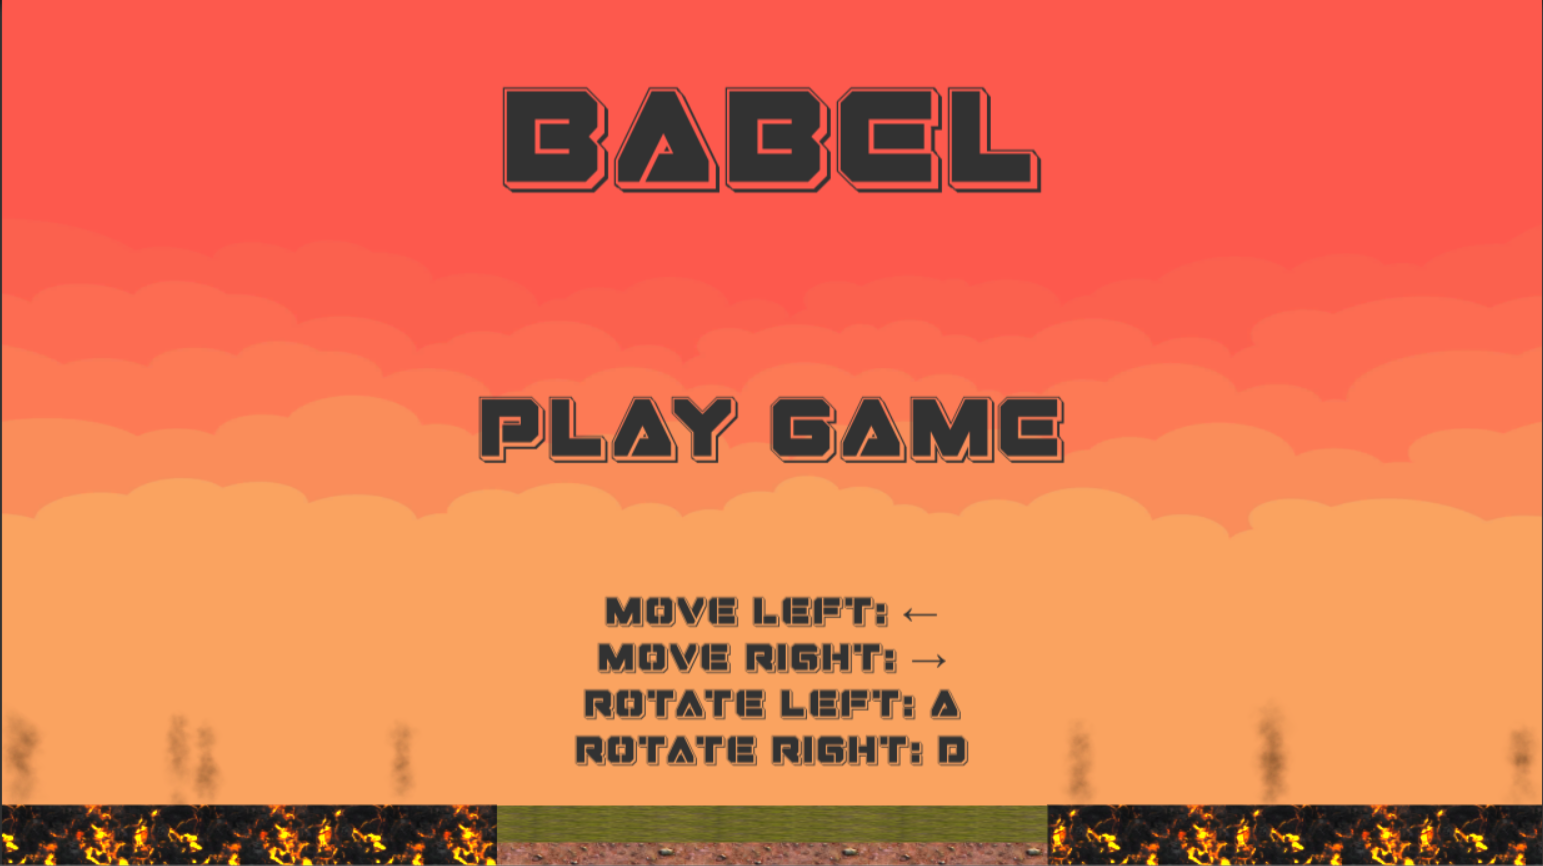 BABEL
PLAY GAME
MOVE LEFT: ←
MOVE RIGHT: →
ROTATE LEFT: A
ROTATE RIGHT: D